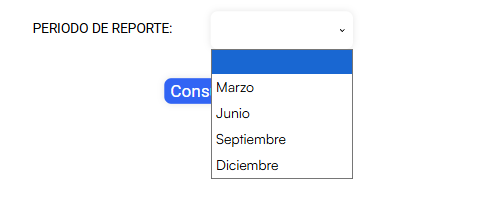 PERIODO DE REPORTE:
Cons
Marzo
Junio
Septiembre
Diciembre